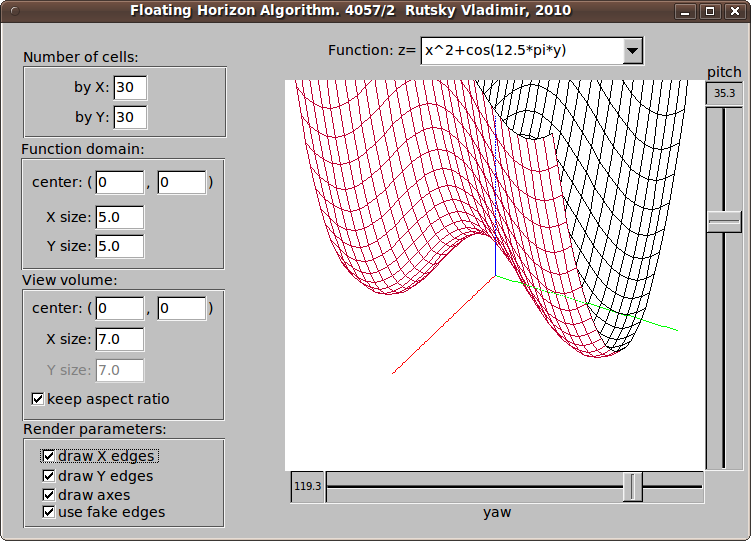 Floating Horizon Algorithm. 4057/2 Rutsky Vladimir, 2010
Number of cells:
by X: 30
by Y: 30
Function domain:
center: ( 0 , 0 )
X size: 5.0
Y size: 5.0
View volume:
center: ( 0 , 0 )
X size: 7.0
Y size: 7.0
keep aspect ratio
Render parameters:
draw X edges
draw Y edges
draw axes
use fake edges
Function: z= x^2+cos(12.5*pi*y)
pitch
35.3
119.3
yaw